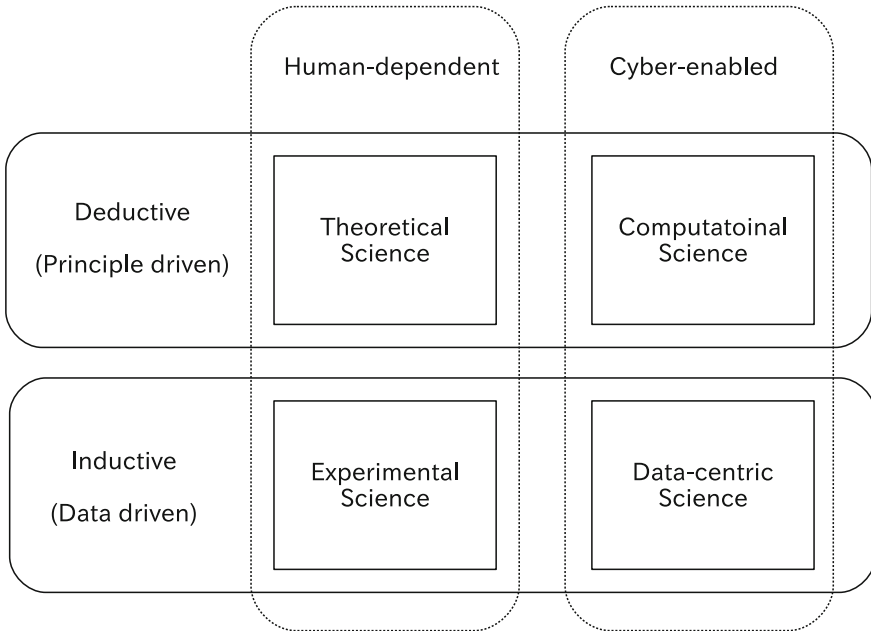 Human-dependent
Cyber-enabled
Deductive
(Principle driven)
Theoretical
Science
Computatoinal
Science
Inductive
(Data driven)
Experimental
Science
Data-centric
Science